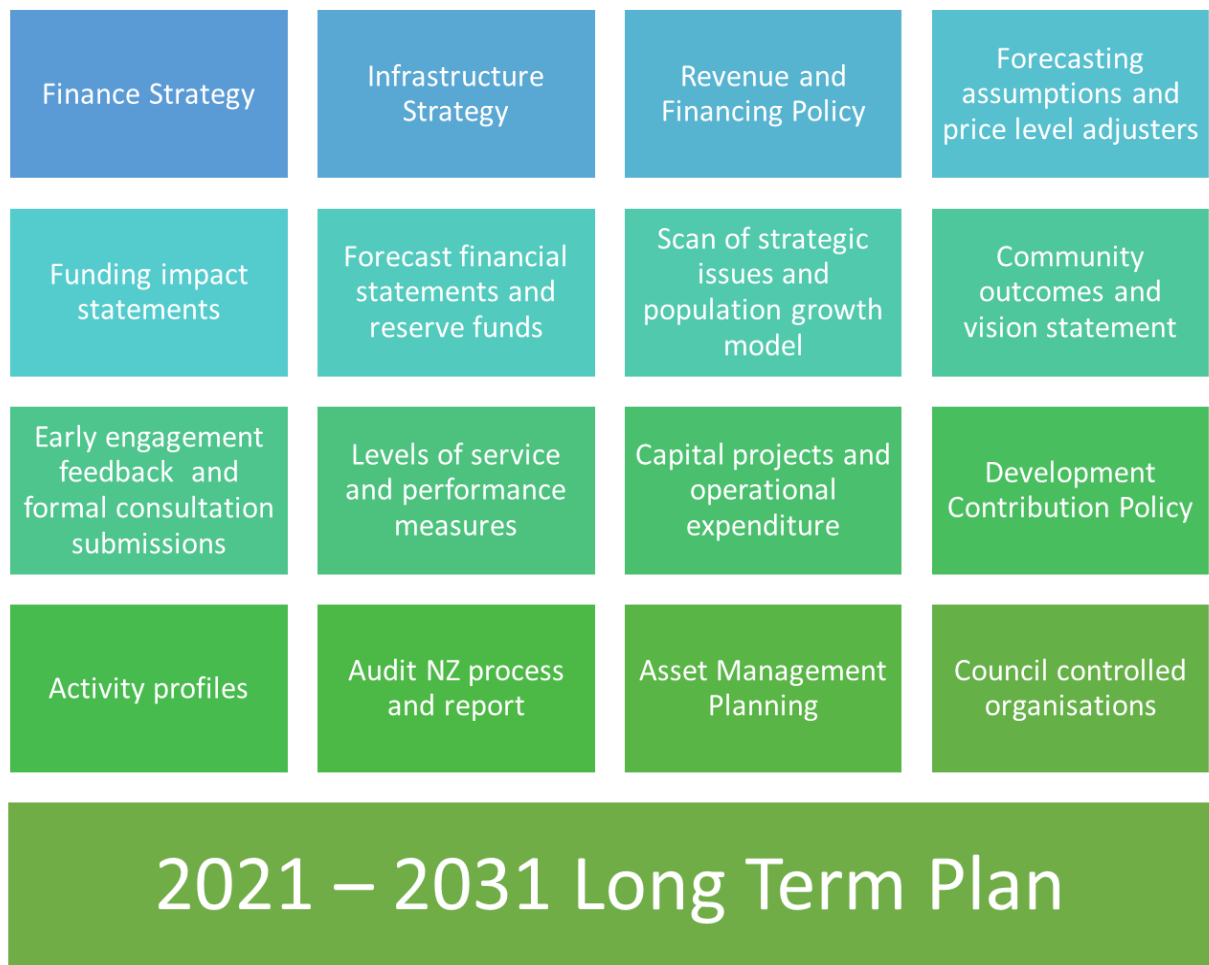 Finance Strategy
Infrastructure
Strategy
Revenue and
Financing Policy
Forecasting
assumptions and
price level adjusters
Funding impact
statements
Forecast financial
statements and
reserve funds
Scan of strategic
issues and
population growth
model
Community
outcomes and
vision statement
Early engagement
feedback and
formal consultation
submissions
Levels of service
and performance
measures
Capital projects and
operational
expenditure
Development
Contribution Policy
Activity profiles
Audit NZ process
and report
Asset Management
Planning
Council controlled
organisations
2021 – 2031 Long Term Plan